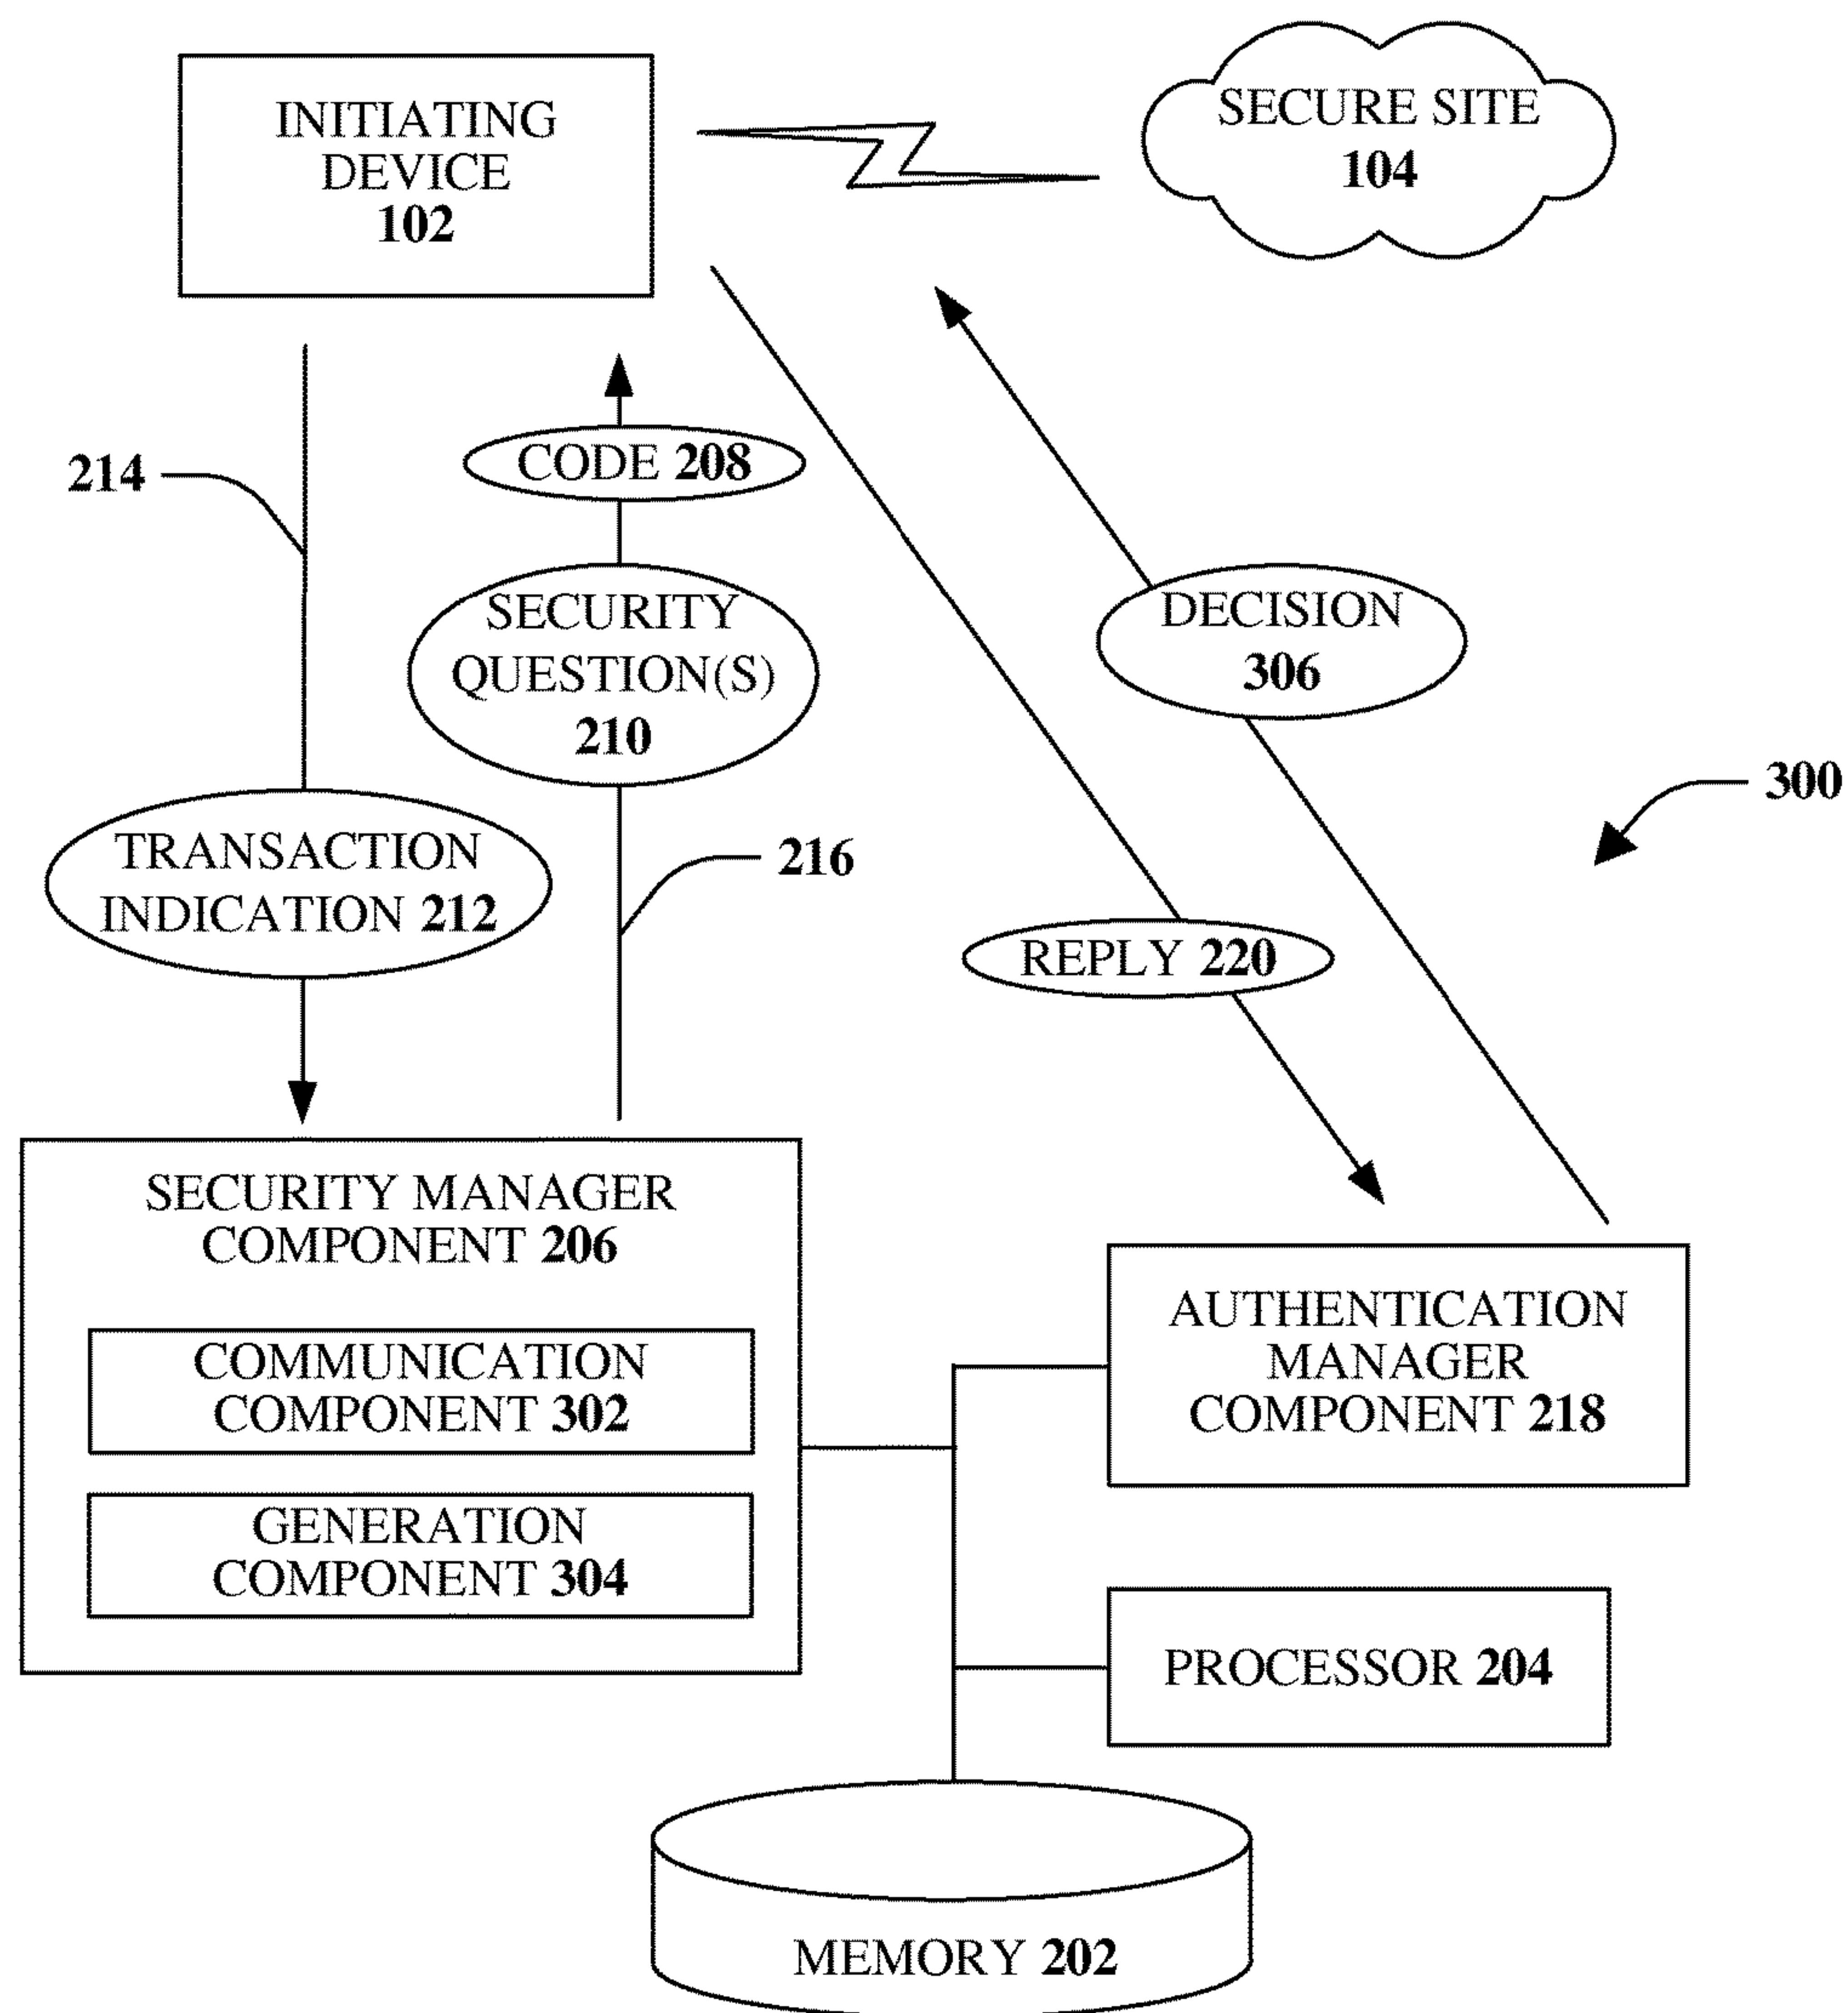 INITIATING
DEVICE
102
SECURE SITE
104
214
CODE 208
SECURITY
QUESTION(S)
210
DECISION
306
300
TRANSACTION
INDICATION 212
216
REPLY 220
SECURITY MANAGER
COMPONENT 206
COMMUNICATION
COMPONENT 302
GENERATION
COMPONENT 304
AUTHENTICATION
MANAGER
COMPONENT 218
PROCESSOR 204
MEMORY 202